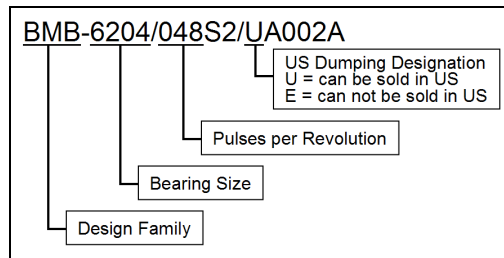 BMB-6204/048S2/UA002A
US Dumping Designation
U = can be sold in US
E = can not be sold in US
Pulses per Revolution
Bearing Size
Design Family